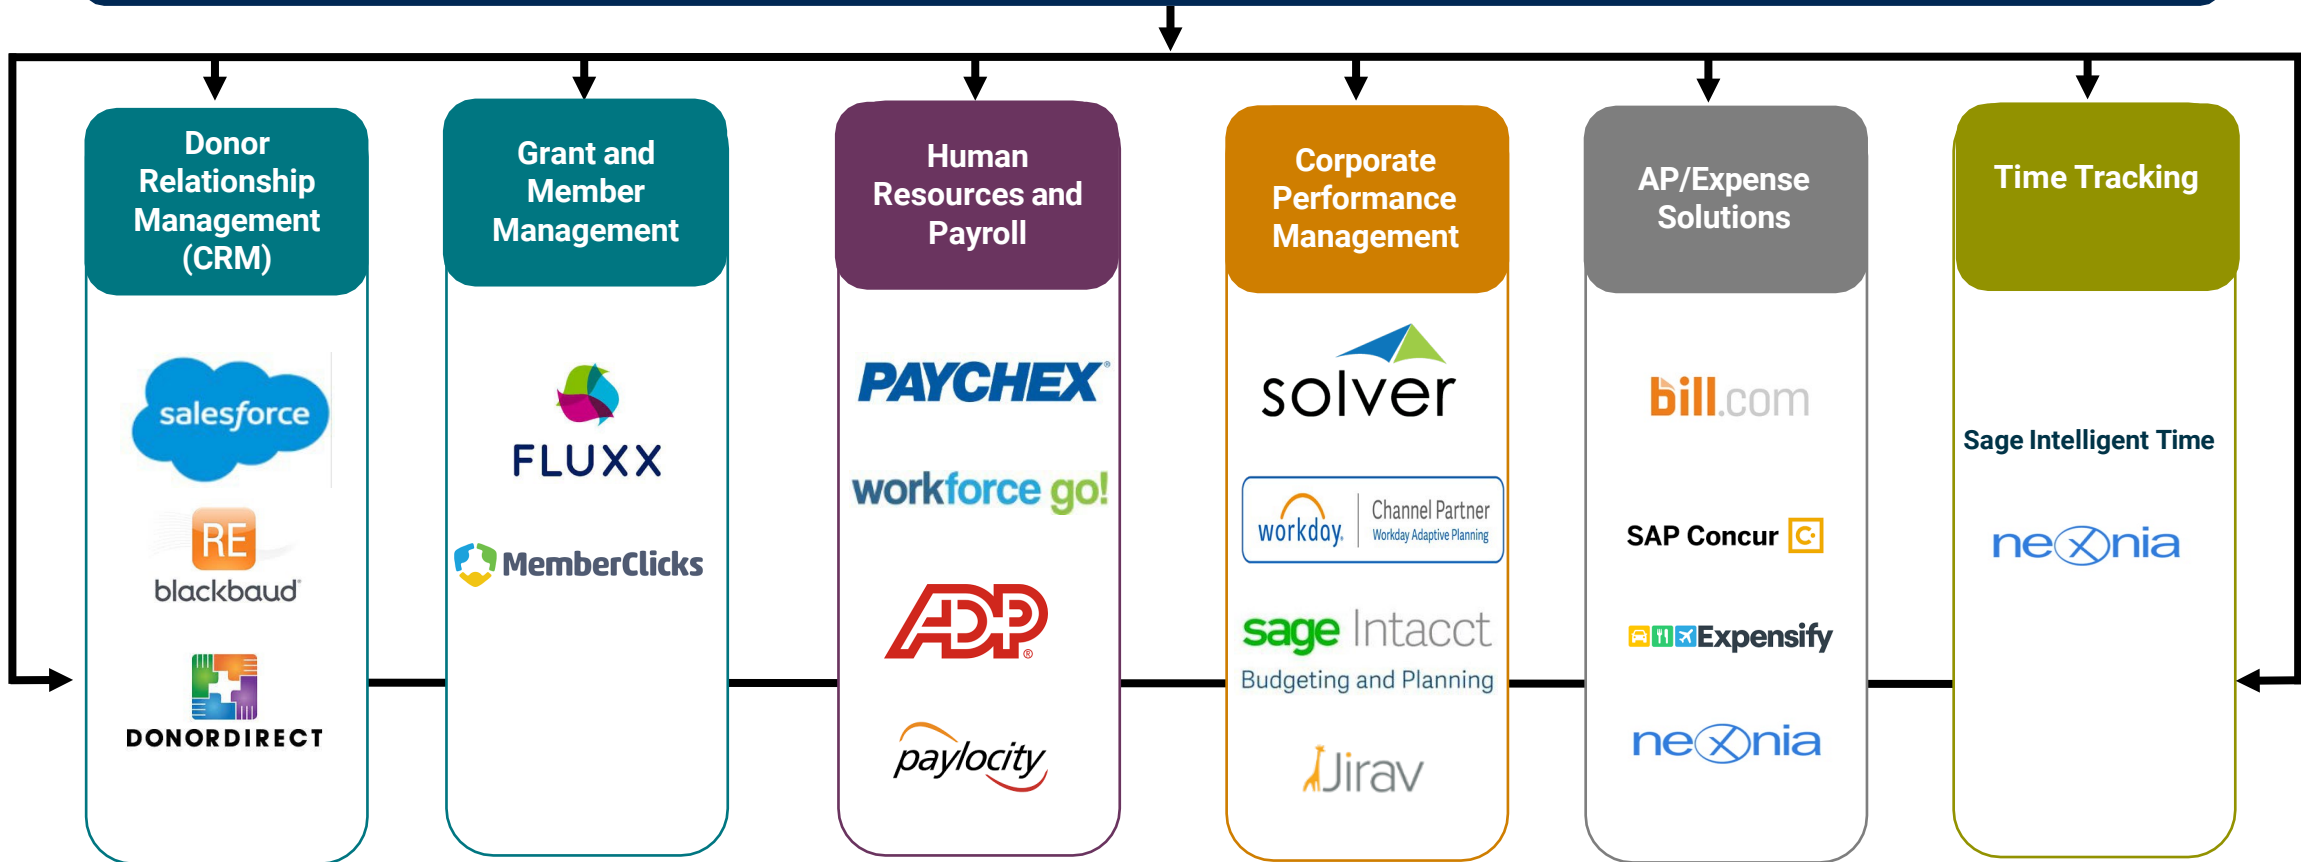 Donor
Relationship
Management
(CRM)
salesforce
RE
blackbaud
DONORDIRECT
Grant and
Member
Management
FLUXX
MemberClicks
Human
Resources and
Payroll
PAYCHEX®
workforce go!
ADP®
paylocity
Corporate
Performance
Management
solver
workday.
Channel Partner
Workday Adaptive Planning
sage Intacct
Budgeting and Planning
Jirav
AP/Expense
Solutions
bill.com
SAP Concur C.
Expensify
nexonia
Time Tracking
Sage Intelligent Time
nexonia